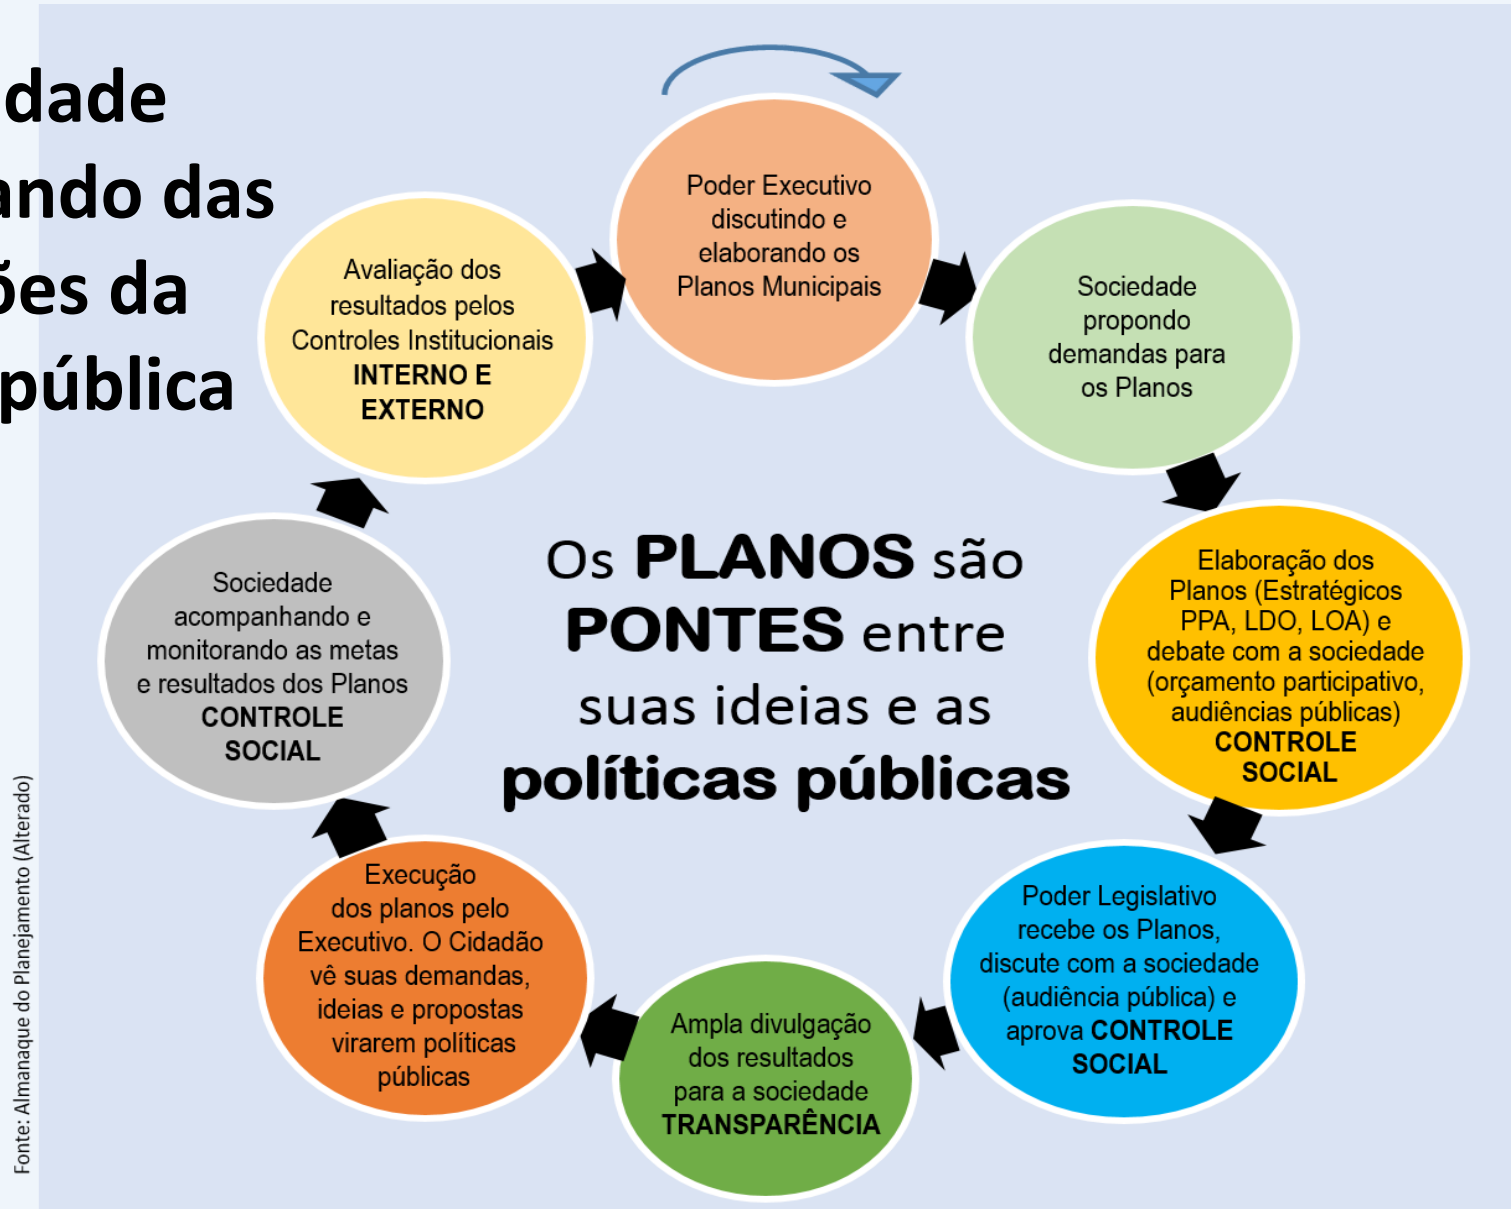 dade
ando das
ões da
pública
Poder Executivo
discutindo e
elaborando os
Planos Municipais
Sociedade
propondo
demandas para
os Planos
Elaboração dos
Planos (Estratégicos
PPA, LDO, LOA) e
debate com a sociedade
(orçamento participativo,
audiências públicas)
CONTROLE
SOCIAL
Poder Legislativo
recebe os Planos,
discute com a sociedade
(audiência pública) e
aprova CONTROLE
SOCIAL
Ampla divulgação
dos resultados
para a sociedade
TRANSPARÊNCIA
Execução
dos planos pelo
Executivo. O Cidadão
vê suas demandas,
ideias e propostas
virarem políticas
públicas
Sociedade
acompanhando e
monitorando as metas
e resultados dos Planos
CONTROLE
SOCIAL
Avaliação dos
resultados pelos
Controles Institucionais
INTERNO E
EXTERNO
Os PLANOS são
PONTES entre
suas ideias e as
políticas públicas
Fonte: Almanaque do Planejamento (Alterado)